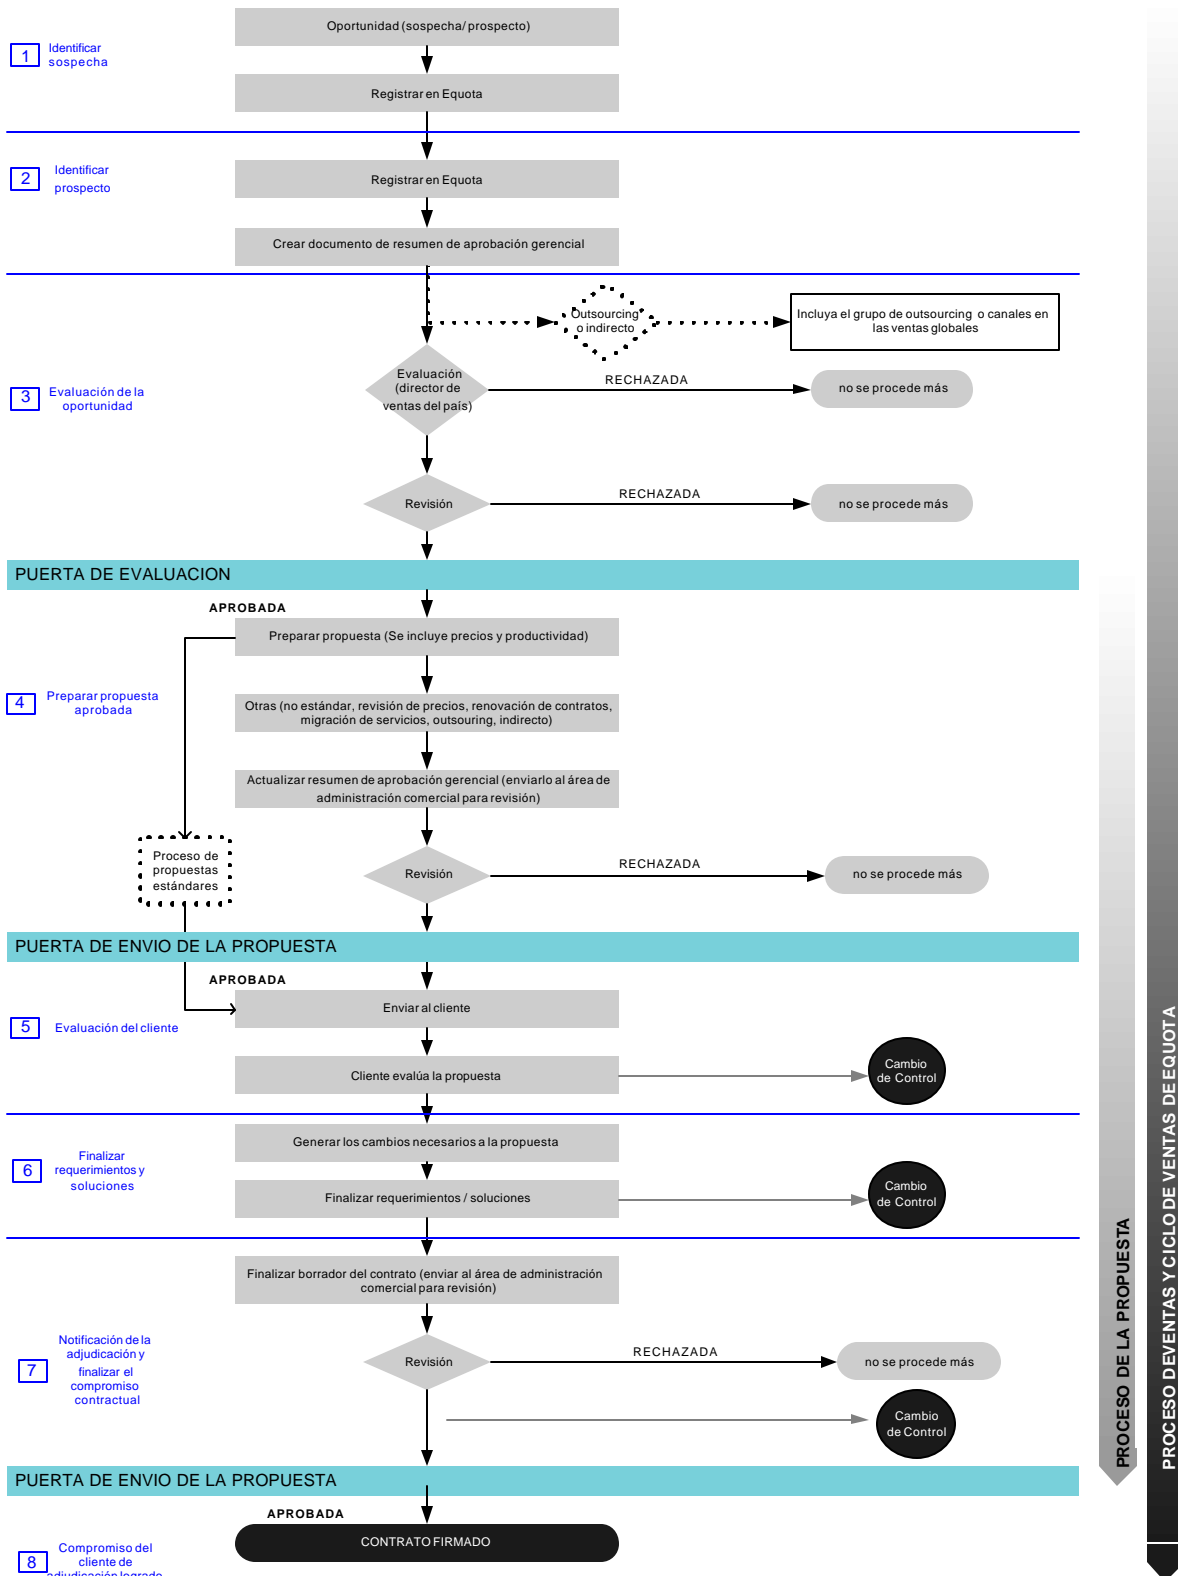 Oportunidad (sospecha/ prospecto)
1
Identificar
sospecha
Registrar en Equota
2
Identificar
prospecto
Registrar en Equota
Crear documento de resumen de aprobación gerencial
Outsourcing
o indirecto
Incluya el grupo de outsourcing o canales en
las ventas globales
3
Evaluación de la
oportunidad
Evaluación
(director de
ventas del país)
RECHAZADA
no se procede más
Revisión
RECHAZADA
no se procede más
PUERTA DE EVALUACION
APROBADA
Preparar propuesta (Se incluye precios y productividad)
4
Preparar propuesta
aprobada
Otras (no estándar, revisión de precios, renovación de contratos,
migración de servicios, outsouring, indirecto)
Actualizar resumen de aprobación gerencial (enviarlo al área de
administración comercial para revisión)
Proceso de
propuestas
estándares
Revisión
RECHAZADA
no se procede más
PUERTA DE ENVIO DE LA PROPUESTA
APROBADA
Enviar al cliente
5
Evaluación del cliente
Cliente evalúa la propuesta
Cambio
de Control
Generar los cambios necesarios a la propuesta
6
Finalizar
requerimientos y
soluciones
Finalizar requerimientos / soluciones
Cambio
de Control
Finalizar borrador del contrato (enviar al área de administración
comercial para revisión)
7
Notificación de la
adjudicación y
finalizar el
compromiso
contractual
Revisión
RECHAZADA
no se procede más
Cambio
de Control
PUERTA DE ENVIO DE LA PROPUESTA
APROBADA
CONTRATO FIRMADO
8
Compromiso del
cliente de
adjudicación logrado
PROCESO DE LA PROPUESTA
PROCESO DE VENTAS Y CICLO DE VENTAS DE EQUOTA